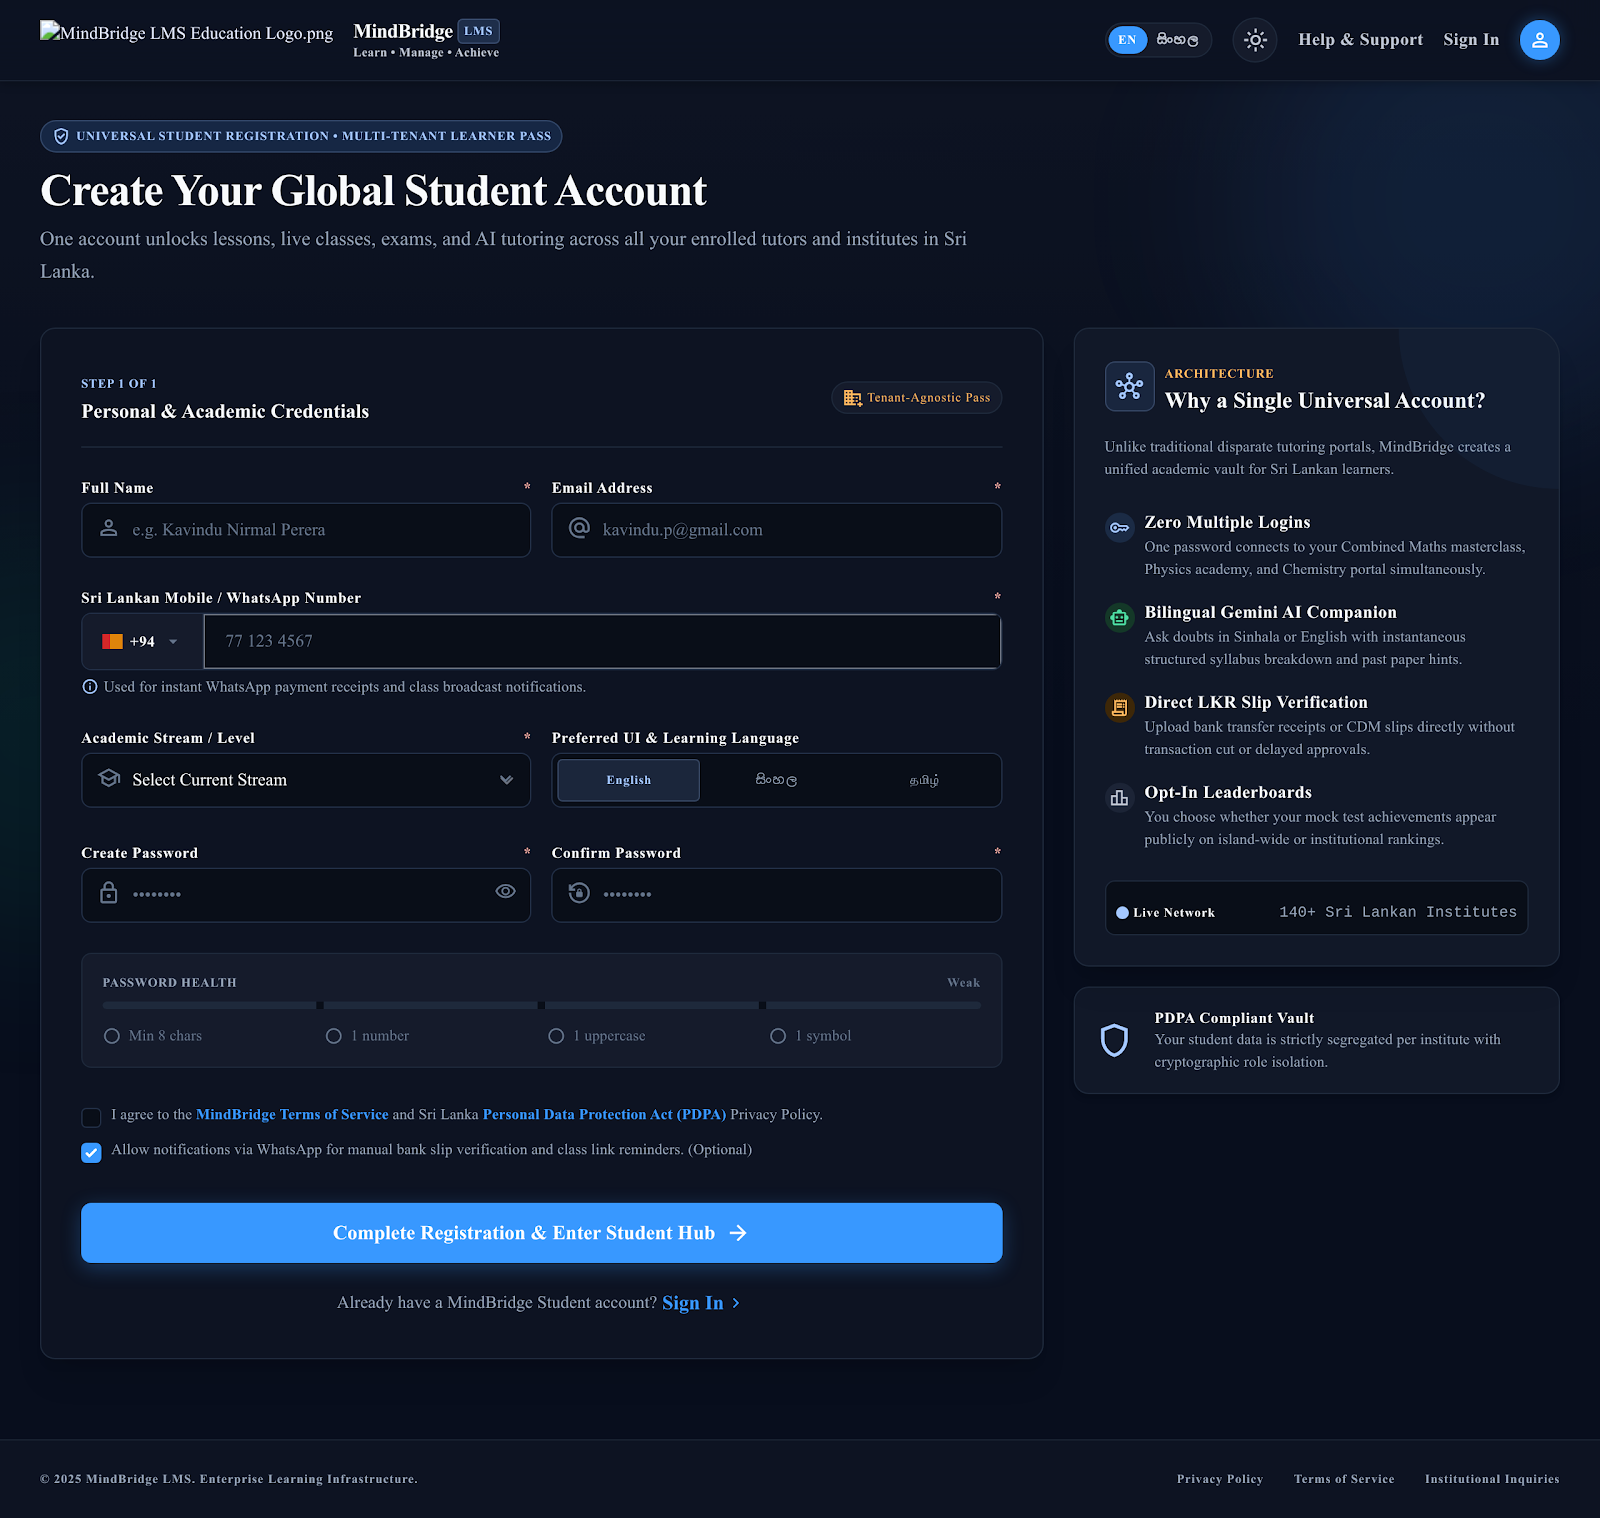 MindBridge LMS Education Logo.png
MindBridge LMS
Learn • Manage • Achieve
EN සිංහල
Help & Support
Sign In
UNIVERSAL STUDENT REGISTRATION • MULTI-TENANT LEARNER PASS
Create Your Global Student Account
One account unlocks lessons, live classes, exams, and AI tutoring across all your enrolled tutors and institutes in Sri
Lanka.
STEP 1 OF 1
Personal & Academic Credentials
Tenant-Agnostic Pass
Full Name *
e.g. Kavindu Nirmal Perera
Email Address *
kavindu.p@gmail.com
Sri Lankan Mobile / WhatsApp Number *
+94 77 123 4567
Used for instant WhatsApp payment receipts and class broadcast notifications.
Academic Stream / Level *
Select Current Stream
Preferred UI & Learning Language
English සිංහල தமிழ்
Create Password *
••••••••
Confirm Password *
••••••••
PASSWORD HEALTH Weak
Min 8 chars 1 number 1 uppercase 1 symbol
I agree to the MindBridge Terms of Service and Sri Lanka Personal Data Protection Act (PDPA) Privacy Policy.
Allow notifications via WhatsApp for manual bank slip verification and class link reminders. (Optional)
Complete Registration & Enter Student Hub
Already have a MindBridge Student account? Sign In
ARCHITECTURE
Why a Single Universal Account?
Unlike traditional disparate tutoring portals, MindBridge creates a
unified academic vault for Sri Lankan learners.
Zero Multiple Logins
One password connects to your Combined Maths masterclass,
Physics academy, and Chemistry portal simultaneously.
Bilingual Gemini AI Companion
Ask doubts in Sinhala or English with instantaneous
structured syllabus breakdown and past paper hints.
Direct LKR Slip Verification
Upload bank transfer receipts or CDM slips directly without
transaction cut or delayed approvals.
Opt-In Leaderboards
You choose whether your mock test achievements appear
publicly on island-wide or institutional rankings.
Live Network 140+ Sri Lankan Institutes
PDPA Compliant Vault
Your student data is strictly segregated per institute with
cryptographic role isolation.
© 2025 MindBridge LMS. Enterprise Learning Infrastructure.
Privacy Policy Terms of Service Institutional Inquiries